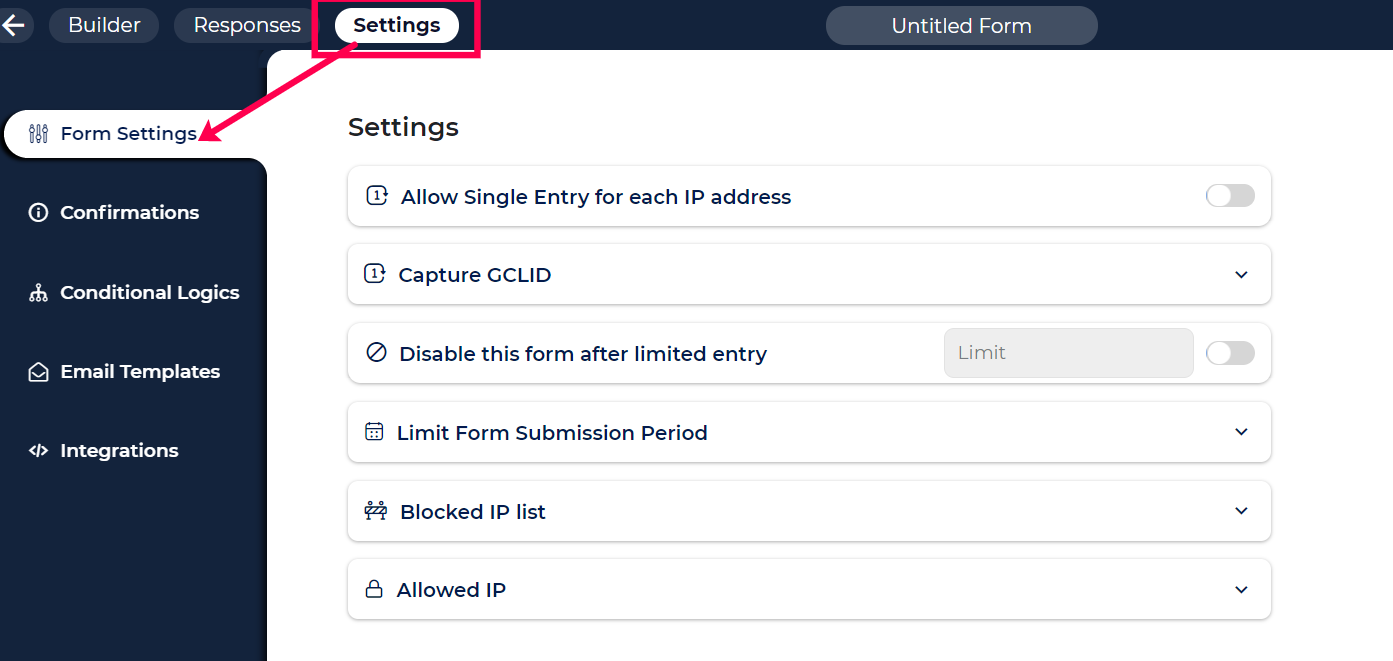 Builder
Responses
Settings
Untitled Form
Form Settings
Confirmations
Conditional Logics
Email Templates
Integrations
Settings
1 Allow Single Entry for each IP address
1 Capture GCLID
Disable this form after limited entry
Limit
Limit Form Submission Period
Blocked IP list
Allowed IP